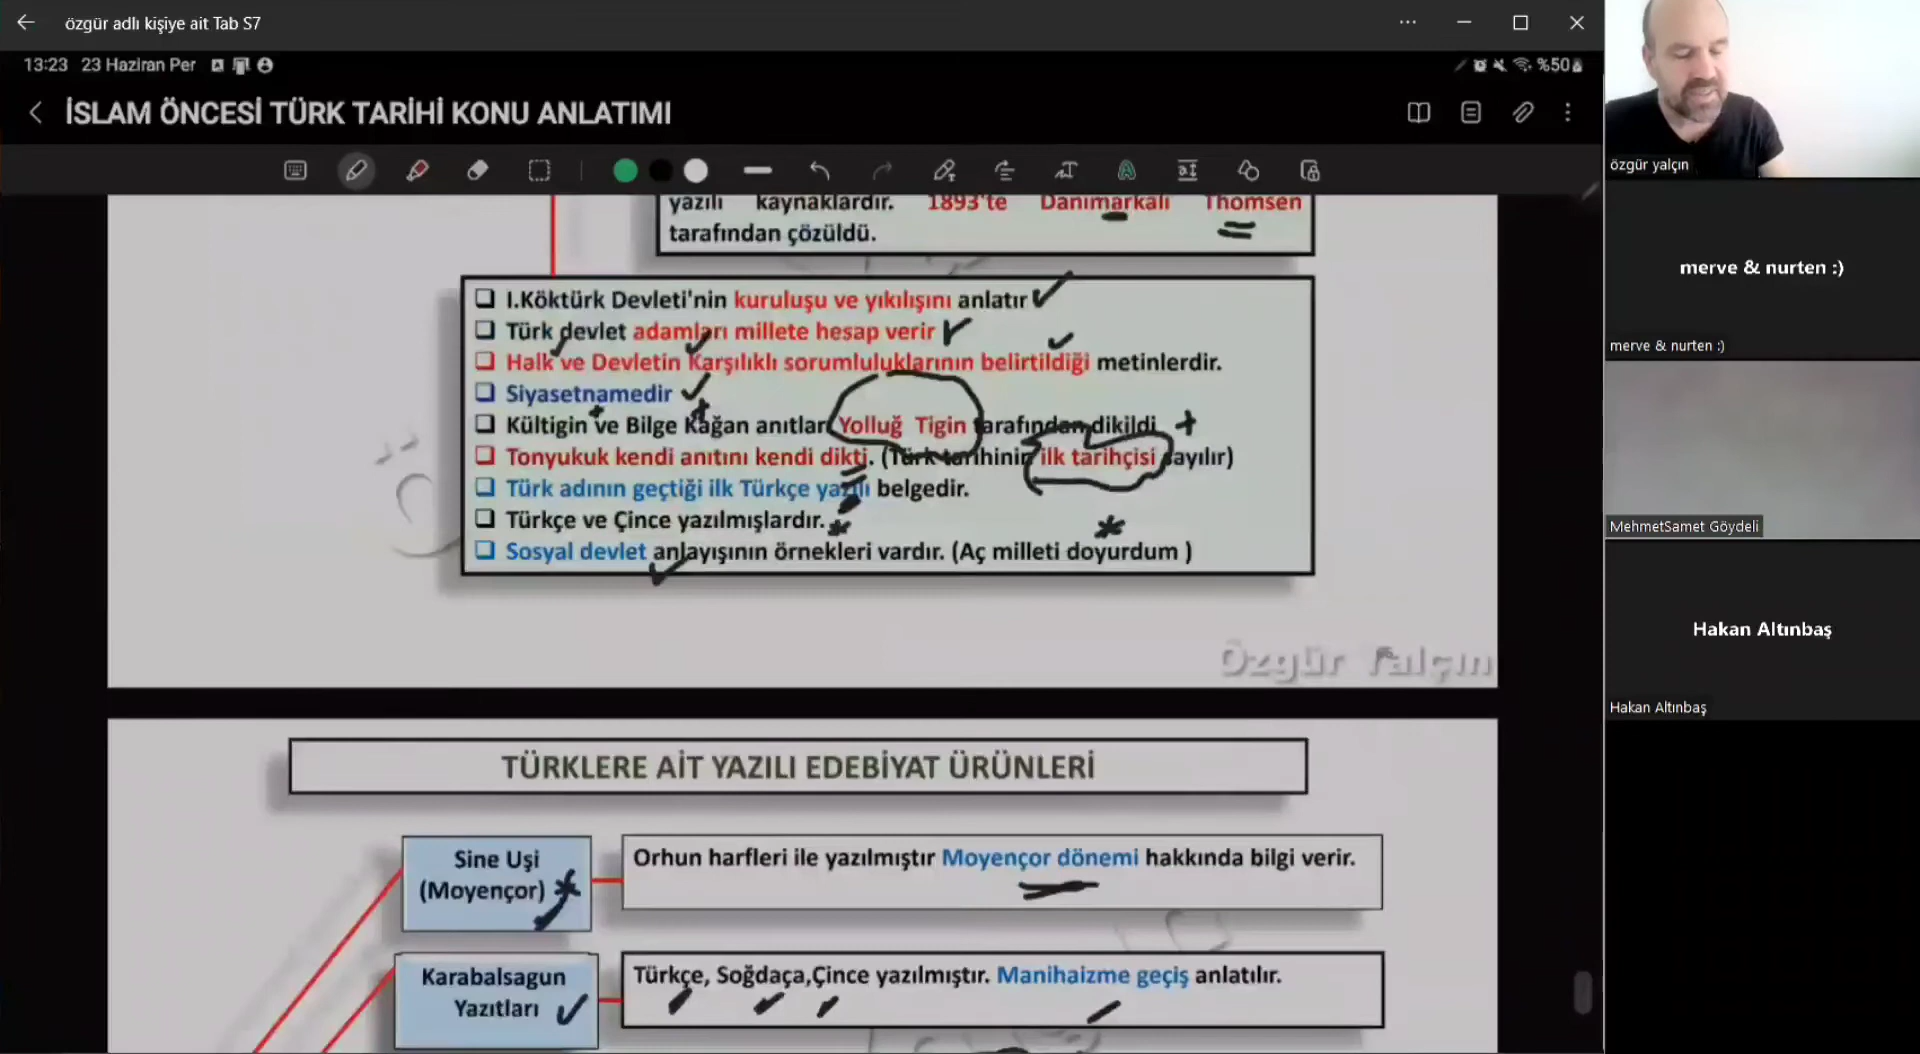 özgür adlı kişiye ait Tab S7
13:23 23 Haziran Per
%50
İSLAM ÖNCESİ TÜRK TARİHİ KONU ANLATIMI
yazılı kaynaklardır. 1893'te Danimarkalı Thomsen
tarafından çözüldü.
I.Köktürk Devleti'nin kuruluşu ve yıkılışını anlatır
Türk devlet adamları millete hesap verir
Halk ve Devletin Karşılıklı sorumluluklarının belirtildiği metinlerdir.
Siyasetnamedir
Kültigin ve Bilge Kağan anıtlar Yolluğ Tigin tarafından dikildi
Tonyukuk kendi anıtını kendi dikti. (Türk tarihinin ilk tarihçisi sayılır)
Türk adının geçtiği ilk Türkçe yazılı belgedir.
Türkçe ve Çince yazılmışlardır.
Sosyal devlet anlayışının örnekleri vardır. (Aç milleti doyurdum )
Özgür Yalçın
TÜRKLERE AİT YAZILI EDEBİYAT ÜRÜNLERİ
Sine Uşi
(Moyençor)
Orhun harfleri ile yazılmıştır Moyençor dönemi hakkında bilgi verir.
Karabalsagun
Yazıtları
Türkçe, Soğdaça,Çince yazılmıştır. Manihaizme geçiş anlatılır.
özgür yalçın
merve & nurten :)
merve & nurten :)
MehmetSamet Göydeli
Hakan Altınbaş
Hakan Altınbaş